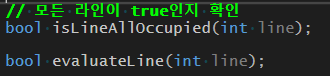 // 모든 라인이 true인지 확인
bool isLineAllOccupied(int line);
bool evaluateLine(int line);